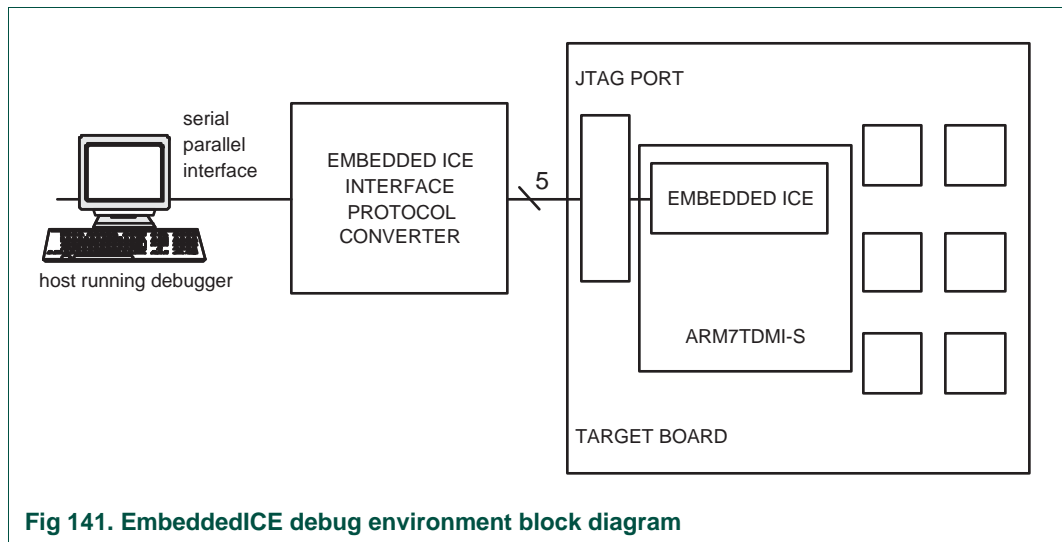 serial
parallel
interface
host running debugger
EMBEDDED ICE
INTERFACE
PROTOCOL
CONVERTER
5
JTAG PORT
EMBEDDED ICE
ARM7TDMI-S
TARGET BOARD
Fig 141. EmbeddedICE debug environment block diagram